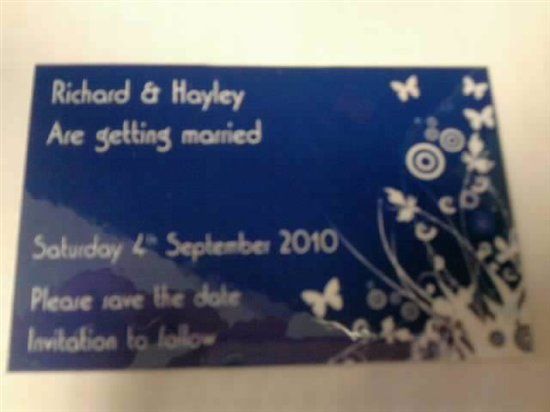 Richard & Hayley
Are getting married
Saturday 4th September 2010
Please save the date
Invitation to follow